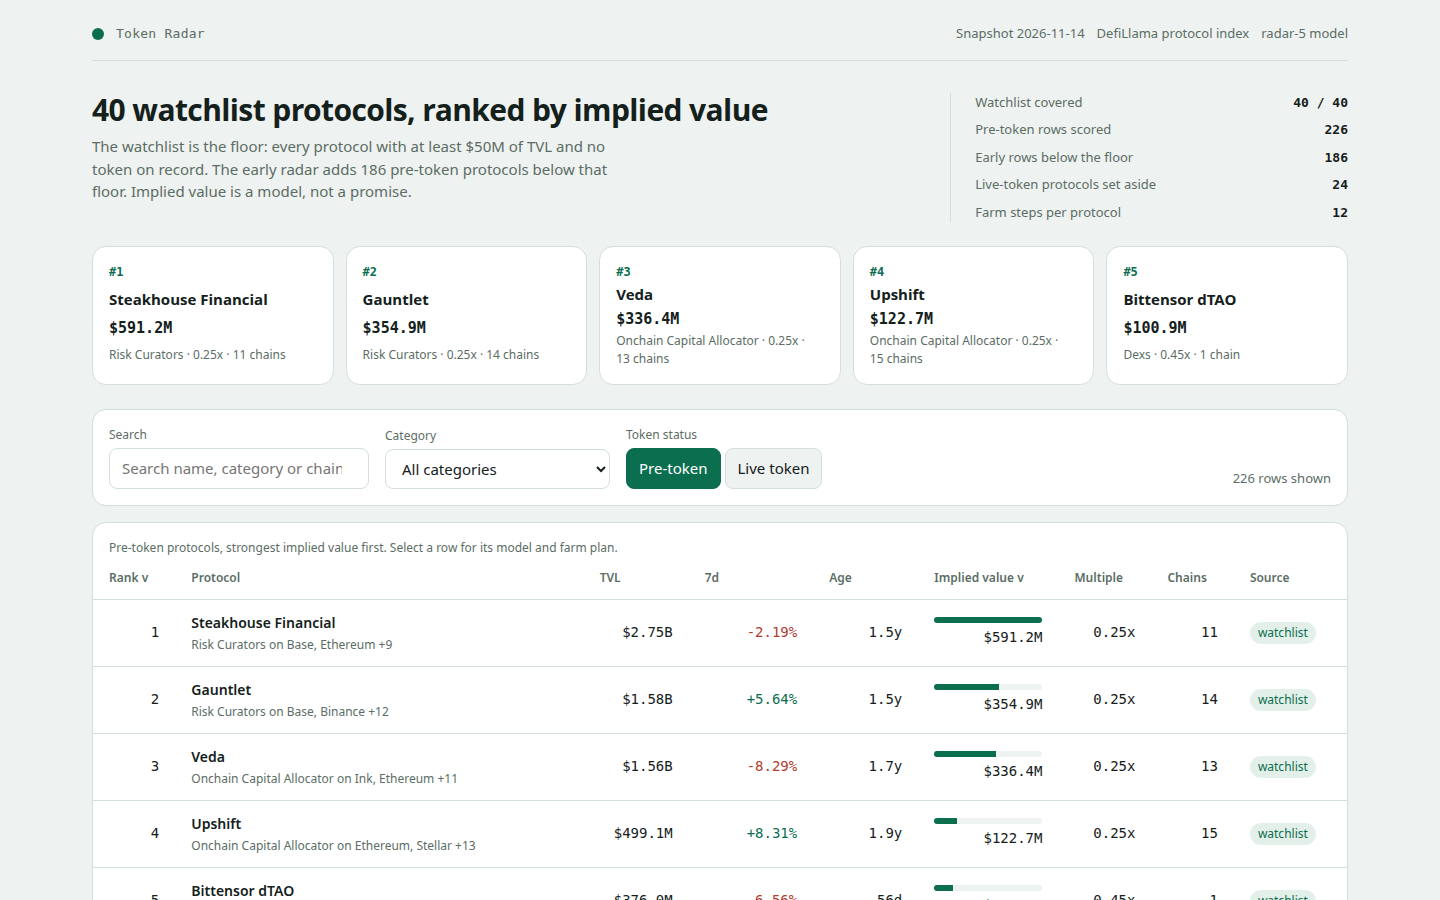 Token Radar
Snapshot 2026-11-14 DefiLlama protocol index radar-5 model
40 watchlist protocols, ranked by implied value
The watchlist is the floor: every protocol with at least $50M of TVL and no
token on record. The early radar adds 186 pre-token protocols below that
floor. Implied value is a model, not a promise.
Watchlist covered 40 / 40
Pre-token rows scored 226
Early rows below the floor 186
Live-token protocols set aside 24
Farm steps per protocol 12
#1
Steakhouse Financial
$591.2M
Risk Curators · 0.25x · 11 chains
#2
Gauntlet
$354.9M
Risk Curators · 0.25x · 14 chains
#3
Veda
$336.4M
Onchain Capital Allocator · 0.25x ·
13 chains
#4
Upshift
$122.7M
Onchain Capital Allocator · 0.25x ·
15 chains
#5
Bittensor dTAO
$100.9M
Dexs · 0.45x · 1 chain
Search
Search name, category or chain
Category
All categories
Token status
Pre-token Live token
226 rows shown
Pre-token protocols, strongest implied value first. Select a row for its model and farm plan.
Rank v Protocol TVL 7d Age Implied value v Multiple Chains Source
1 Steakhouse Financial $2.75B -2.19% 1.5y $591.2M 0.25x 11 watchlist
Risk Curators on Base, Ethereum +9
2 Gauntlet $1.58B +5.64% 1.5y $354.9M 0.25x 14 watchlist
Risk Curators on Base, Binance +12
3 Veda $1.56B -8.29% 1.7y $336.4M 0.25x 13 watchlist
Onchain Capital Allocator on Ink, Ethereum +11
4 Upshift $499.1M +8.31% 1.9y $122.7M 0.25x 15 watchlist
Onchain Capital Allocator on Ethereum, Stellar +13
5 Bittensor dTAO $376.0M 6.56% 56d 0.45x 1 watchlist